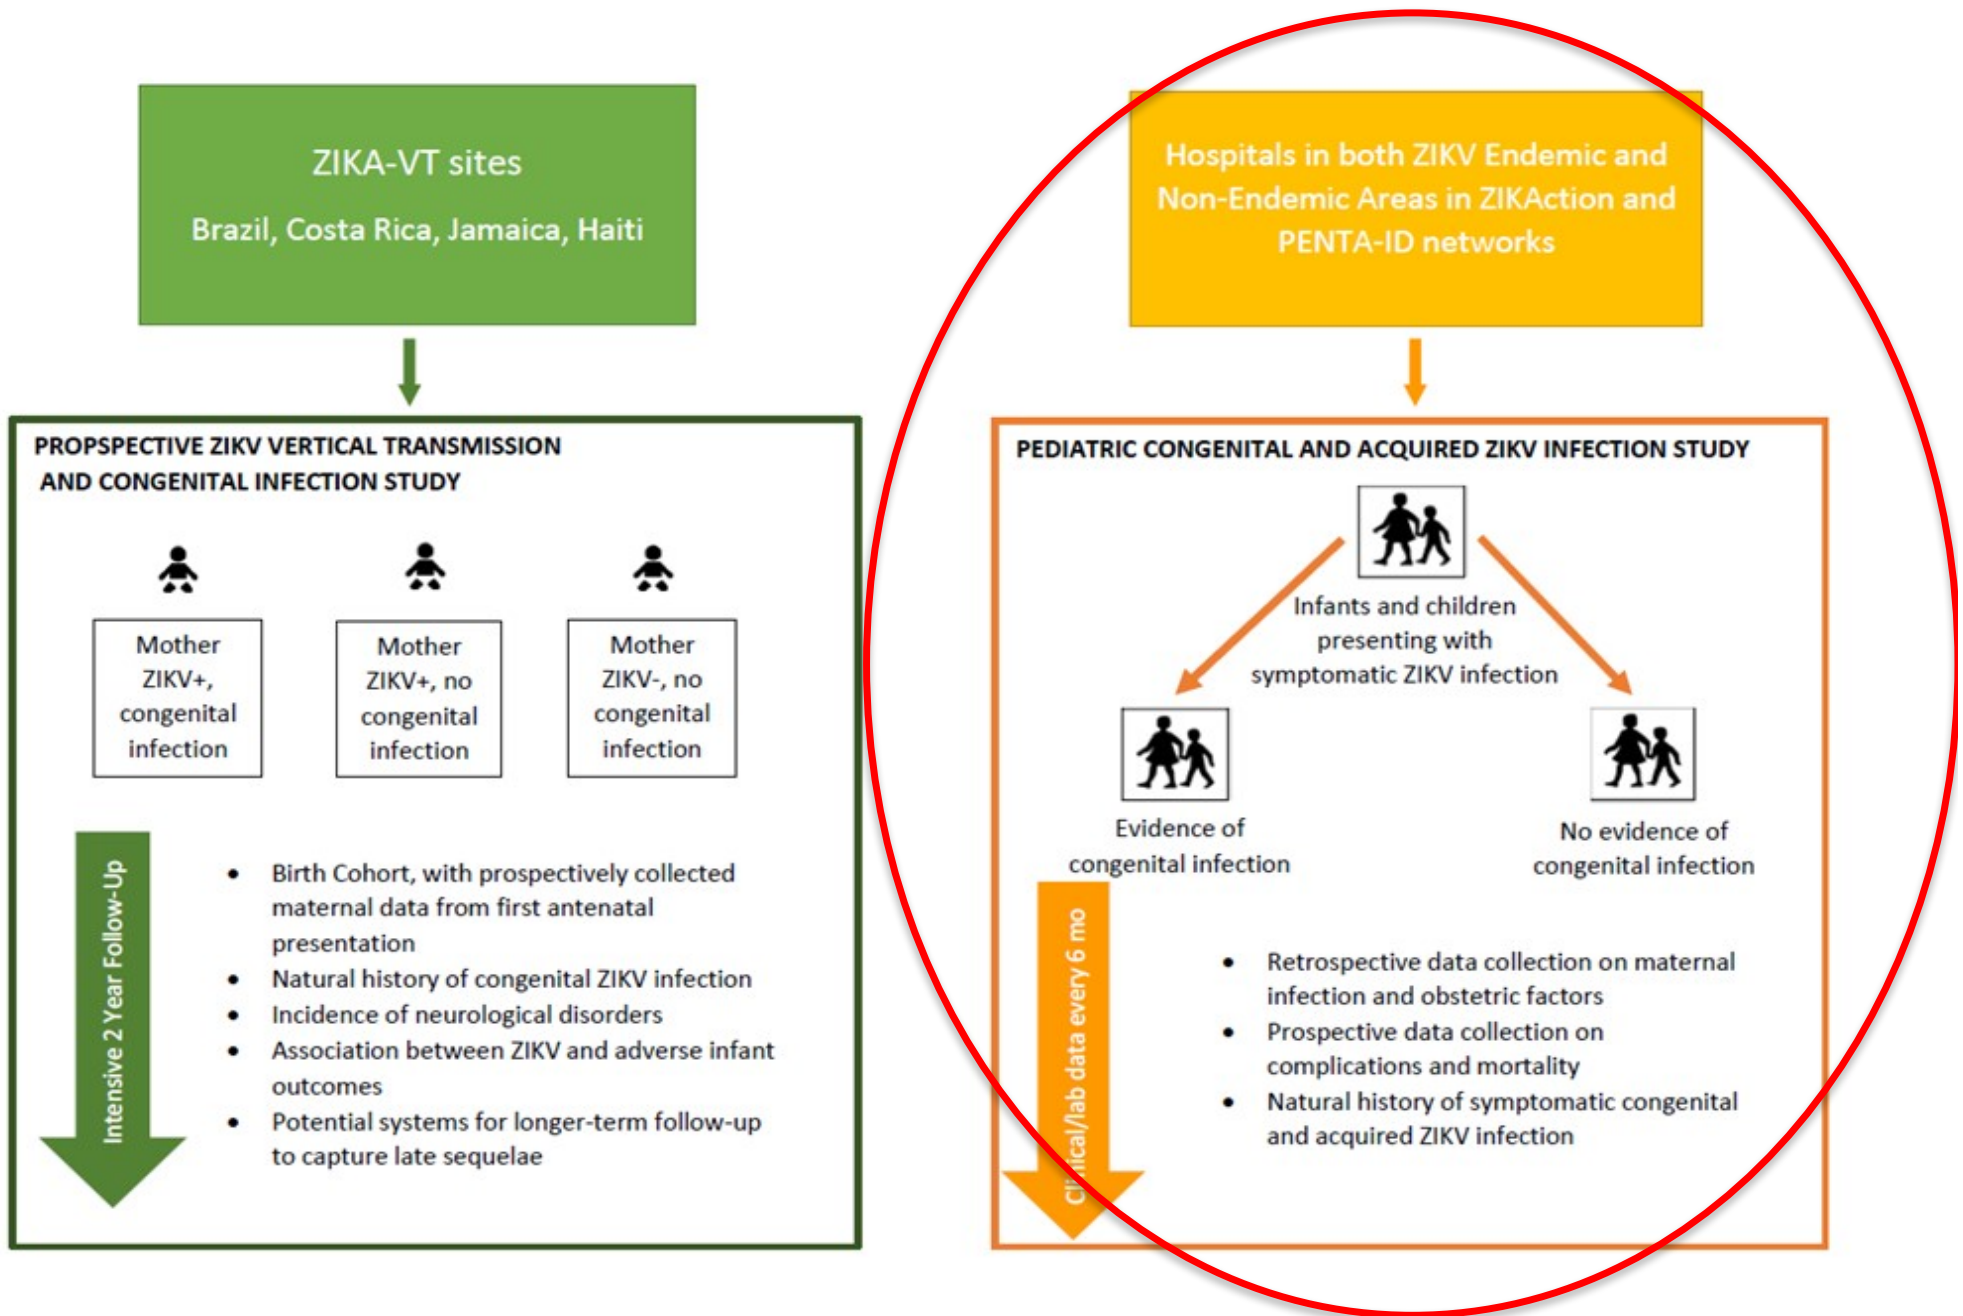 ZIKA-VT sites
Brazil, Costa Rica, Jamaica, Haiti
PROPSPECTIVE ZIKV VERTICAL TRANSMISSION
AND CONGENITAL INFECTION STUDY
Mother
ZIKV+,
congenital
infection
Mother
ZIKV+, no
congenital
infection
Mother
ZIKV-, no
congenital
infection
Intensive 2 Year Follow-Up
• Birth Cohort, with prospectively collected
maternal data from first antenatal
presentation
• Natural history of congenital ZIKV infection
• Incidence of neurological disorders
• Association between ZIKV and adverse infant
outcomes
• Potential systems for longer-term follow-up
to capture late sequelae
Hospitals in both ZIKV Endemic and
Non-Endemic Areas in ZIKAction and
PENTA-ID networks
PEDIATRIC CONGENITAL AND ACQUIRED ZIKV INFECTION STUDY
Infants and children
presenting with
symptomatic ZIKV infection
Evidence of
congenital infection
No evidence of
congenital infection
Clinical/lab data every 6 mo
• Retrospective data collection on maternal
infection and obstetric factors
• Prospective data collection on
complications and mortality
• Natural history of symptomatic congenital
and acquired ZIKV infection